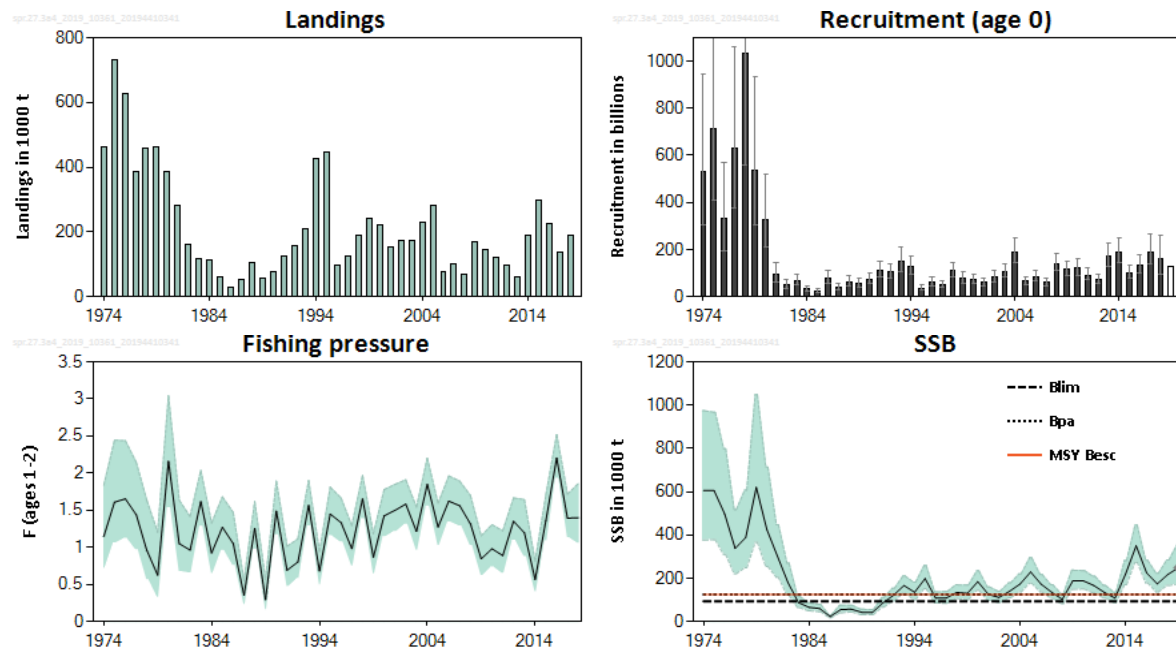 spr.27.3a4_2019_10361_20194410341
Landings
Landings in 1000 t
800
600
400
200
0
1974 1984 1994 2004 2014
Recruitment (age 0)
Recruitment in billions
1000
800
600
400
200
0
1974 1984 1994 2004 2014
spr.27.3a4_2019_10361_20194410341
Fishing pressure
F (ages 1-2)
3.5
3
2.5
2
1.5
1
0.5
0
1974 1984 1994 2004 2014
spr.27.3a4_2019_10361_20194410341
SSB
SSB in 1000 t
1200
1000
800
600
400
200
0
Blim
Bpa
MSY Besc
1974 1984 1994 2004 2014